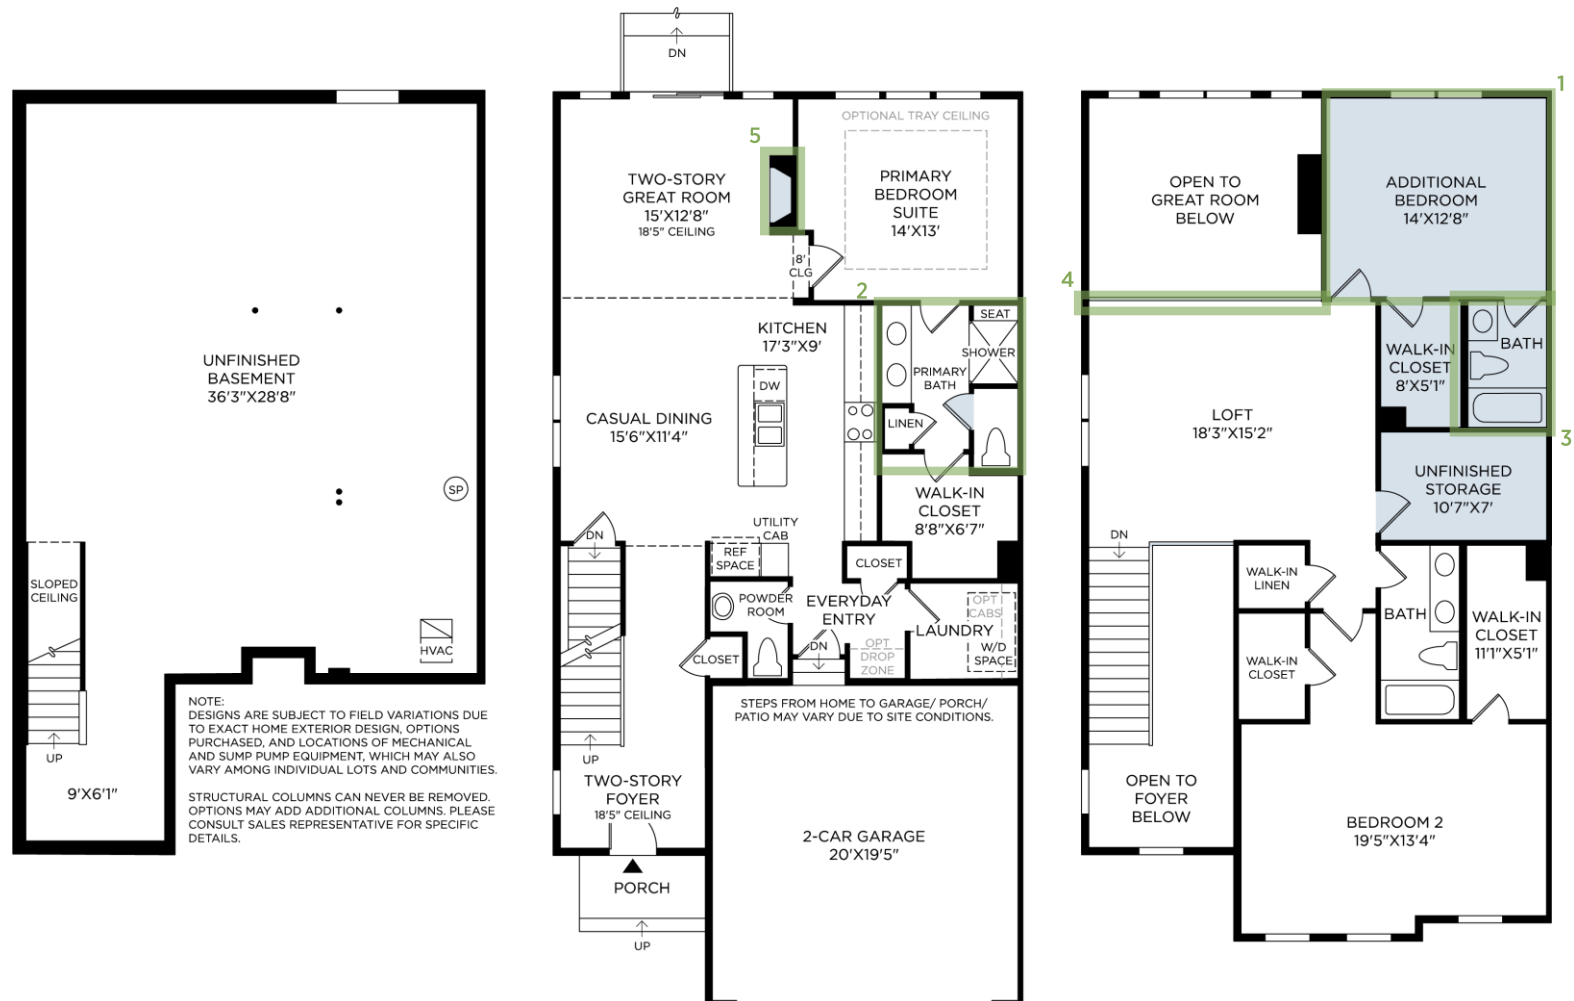 UNFINISHED
BASEMENT
36'3"X28'8"
SP
SLOPED
CEILING
HVAC
UP
9'X6'1"
NOTE:
DESIGNS ARE SUBJECT TO FIELD VARIATIONS DUE
TO EXACT HOME EXTERIOR DESIGN, OPTIONS
PURCHASED, AND LOCATIONS OF MECHANICAL
AND SUMP PUMP EQUIPMENT, WHICH MAY ALSO
VARY AMONG INDIVIDUAL LOTS AND COMMUNITIES.
STRUCTURAL COLUMNS CAN NEVER BE REMOVED.
OPTIONS MAY ADD ADDITIONAL COLUMNS. PLEASE
CONSULT SALES REPRESENTATIVE FOR SPECIFIC
DETAILS.
DN
5
TWO-STORY
GREAT ROOM
15'X12'8"
18'5" CEILING
OPTIONAL TRAY CEILING
PRIMARY
BEDROOM
SUITE
14'X13'
8'
CLG
2
KITCHEN
17'3"X9'
SEAT
SHOWER
PRIMARY
BATH
LINEN
DW
CASUAL DINING
15'6"X11'4"
WALK-IN
CLOSET
8'8"X6'7"
DN
UTILITY
CAB
REF
SPACE
CLOSET
POWDER
ROOM
EVERYDAY
ENTRY
OPT
CABS
LAUNDRY
W/D
SPACE
CLOSET
DN
OPT
DROP
ZONE
STEPS FROM HOME TO GARAGE/ PORCH/
PATIO MAY VARY DUE TO SITE CONDITIONS.
UP
TWO-STORY
FOYER
18'5" CEILING
2-CAR GARAGE
20'X19'5"
PORCH
UP
1
OPEN TO
GREAT ROOM
BELOW
ADDITIONAL
BEDROOM
14'X12'8"
4
WALK-IN
CLOSET
8'X5'1"
BATH
3
LOFT
18'3"X15'2"
UNFINISHED
STORAGE
10'7"X7'
DN
WALK-IN
LINEN
BATH
WALK-IN
CLOSET
11'1"X5'1"
WALK-IN
CLOSET
OPEN TO
FOYER
BELOW
BEDROOM 2
19'5"X13'4"